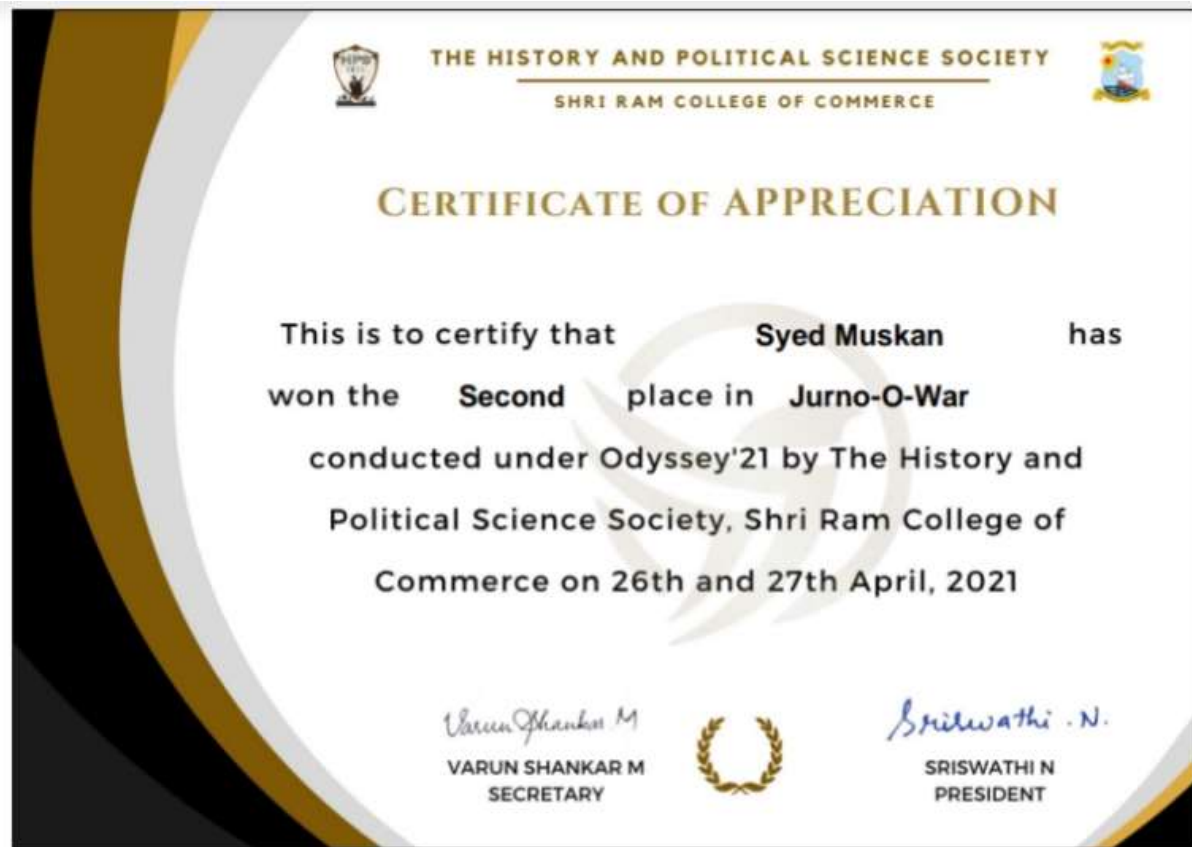 THE HISTORY AND POLITICAL SCIENCE SOCIETY
SHRI RAM COLLEGE OF COMMERCE
CERTIFICATE OF APPRECIATION
This is to certify that Syed Muskan has
won the Second place in Jurno-O-War
conducted under Odyssey'21 by The History and
Political Science Society, Shri Ram College of
Commerce on 26th and 27th April, 2021
Varun Shankar M
Sriswathi .N.
VARUN SHANKAR M
SECRETARY
SRISWATHI N
PRESIDENT